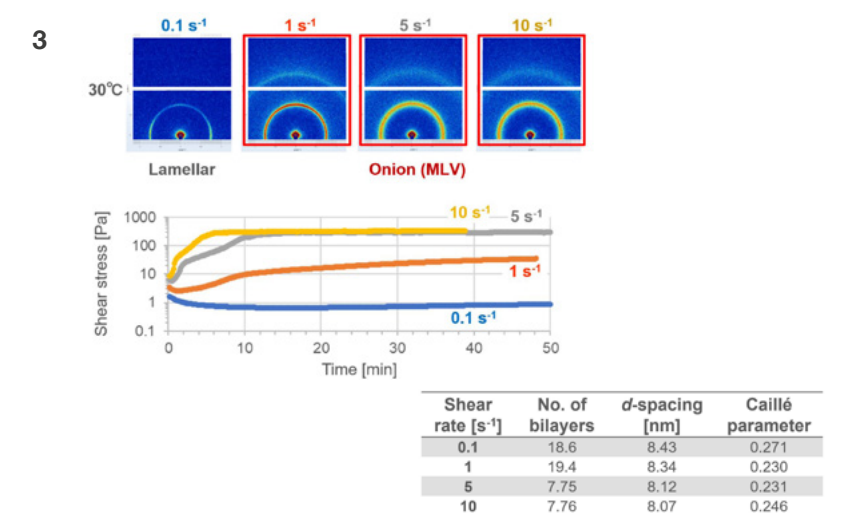 3
0.1 s⁻¹ 1 s⁻¹ 5 s⁻¹ 10 s⁻¹
30°C
Lamellar Onion (MLV)
10 s⁻¹ 5 s⁻¹
1 s⁻¹
0.1 s⁻¹
Shear stress [Pa]
1000
100
10
1
0.1
0 10 20 30 40 50
Time [min]
Shear No. of d-spacing Caillé
rate [s⁻¹] bilayers [nm] parameter
0.1 18.6 8.43 0.271
1 19.4 8.34 0.230
5 7.75 8.12 0.231
10 7.76 8.07 0.246